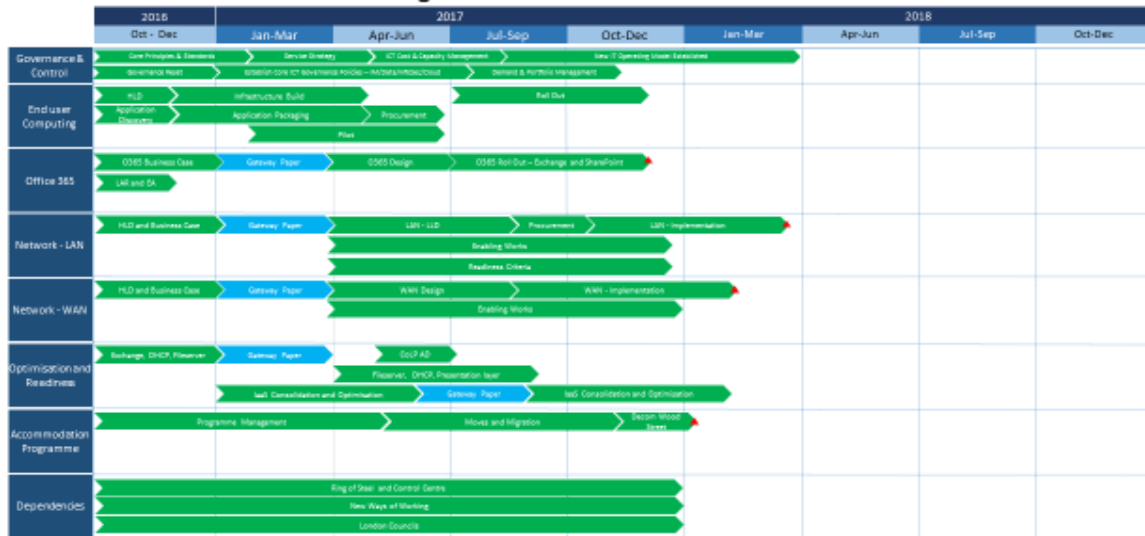 2016 2017 2018
Oct - Dec Jan-Mar Apr-Jun Jul-Sep Oct-Dec Jan-Mar Apr-Jun Jul-Sep Oct-Dec
Governance & Control
Core Principles & Standards Service Strategy ICT Cost & Capacity Management New IT Operating Model Established
Governance Reset Establish Core ICT Governance Policies – IM/Data/InfoSec/Cloud Demand & Portfolio Management
End user Computing
HLD Infrastructure Build Roll Out
Application Discovery Application Packaging Procurement
Pilot
Office 365
O365 Business Case Gateway Paper O365 Design O365 Roll Out – Exchange and SharePoint
LAR and EA
Network - LAN
HLD and Business Case Gateway Paper LAN - LLD Procurement LAN - Implementation
Enabling Works
Readiness Criteria
Network - WAN
HLD and Business Case Gateway Paper WAN Design WAN - Implementation
Enabling Works
Optimisation and Readiness
Exchange, DHCP, Fileserver Gateway Paper CoLP AD
Fileserver, DHCP, Presentation layer
IaaS Consolidation and Optimisation Gateway Paper IaaS Consolidation and Optimisation
Accommodation Programme
Programme Management Moves and Migration Decom Wood Street
Dependencies
Ring of Steel and Control Centre
New Ways of Working
London Councils